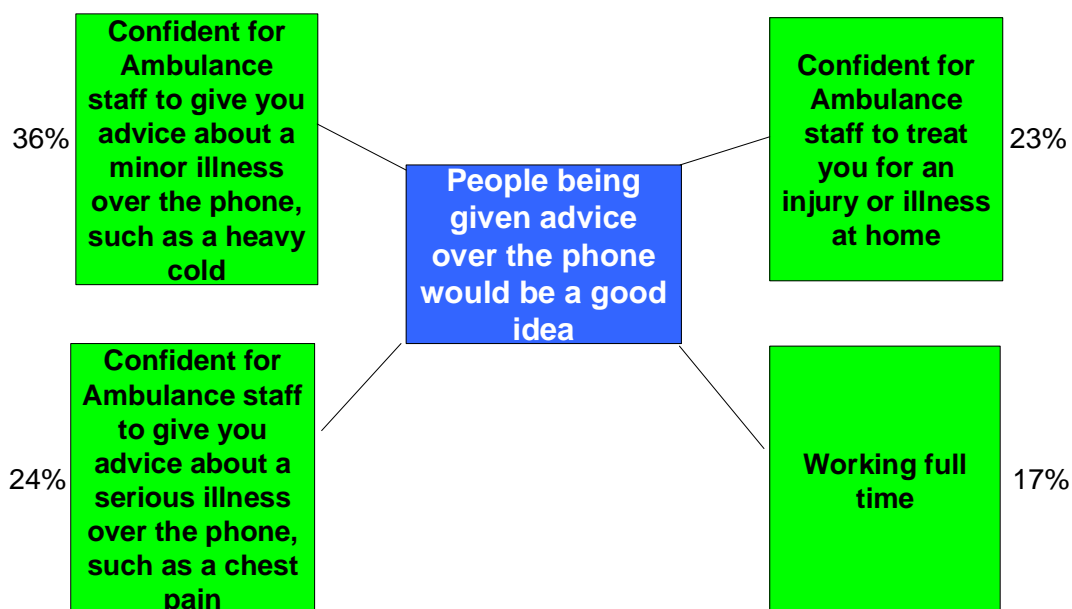 Confident for
Ambulance
staff to give you
advice about a
minor illness
over the phone,
such as a heavy
cold
36%
People being
given advice
over the phone
would be a good
idea
Confident for
Ambulance
staff to treat
you for an
injury or illness
at home
23%
Confident for
Ambulance staff
to give you
advice about a
serious illness
over the phone,
such as a chest
pain
24%
Working full
time
17%